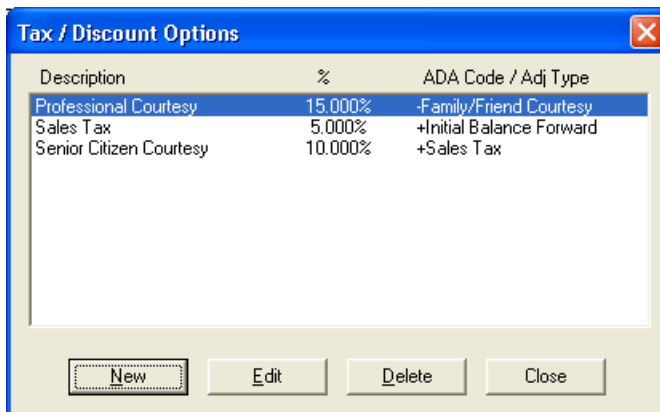 Tax / Discount Options
Description % ADA Code / Adj Type
Professional Courtesy 15.000% -Family/Friend Courtesy
Sales Tax 5.000% +Initial Balance Forward
Senior Citizen Courtesy 10.000% +Sales Tax
New Edit Delete Close